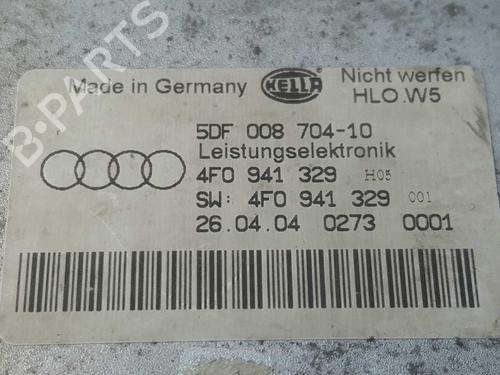 B-PARTS
Made in Germany HELLA Nicht werfen
HLO.W5
5DF 008 704-10
Leistungselektronik
4F0 941 329 H05
SW: 4F0 941 329 001
26.04.04 0273 0001